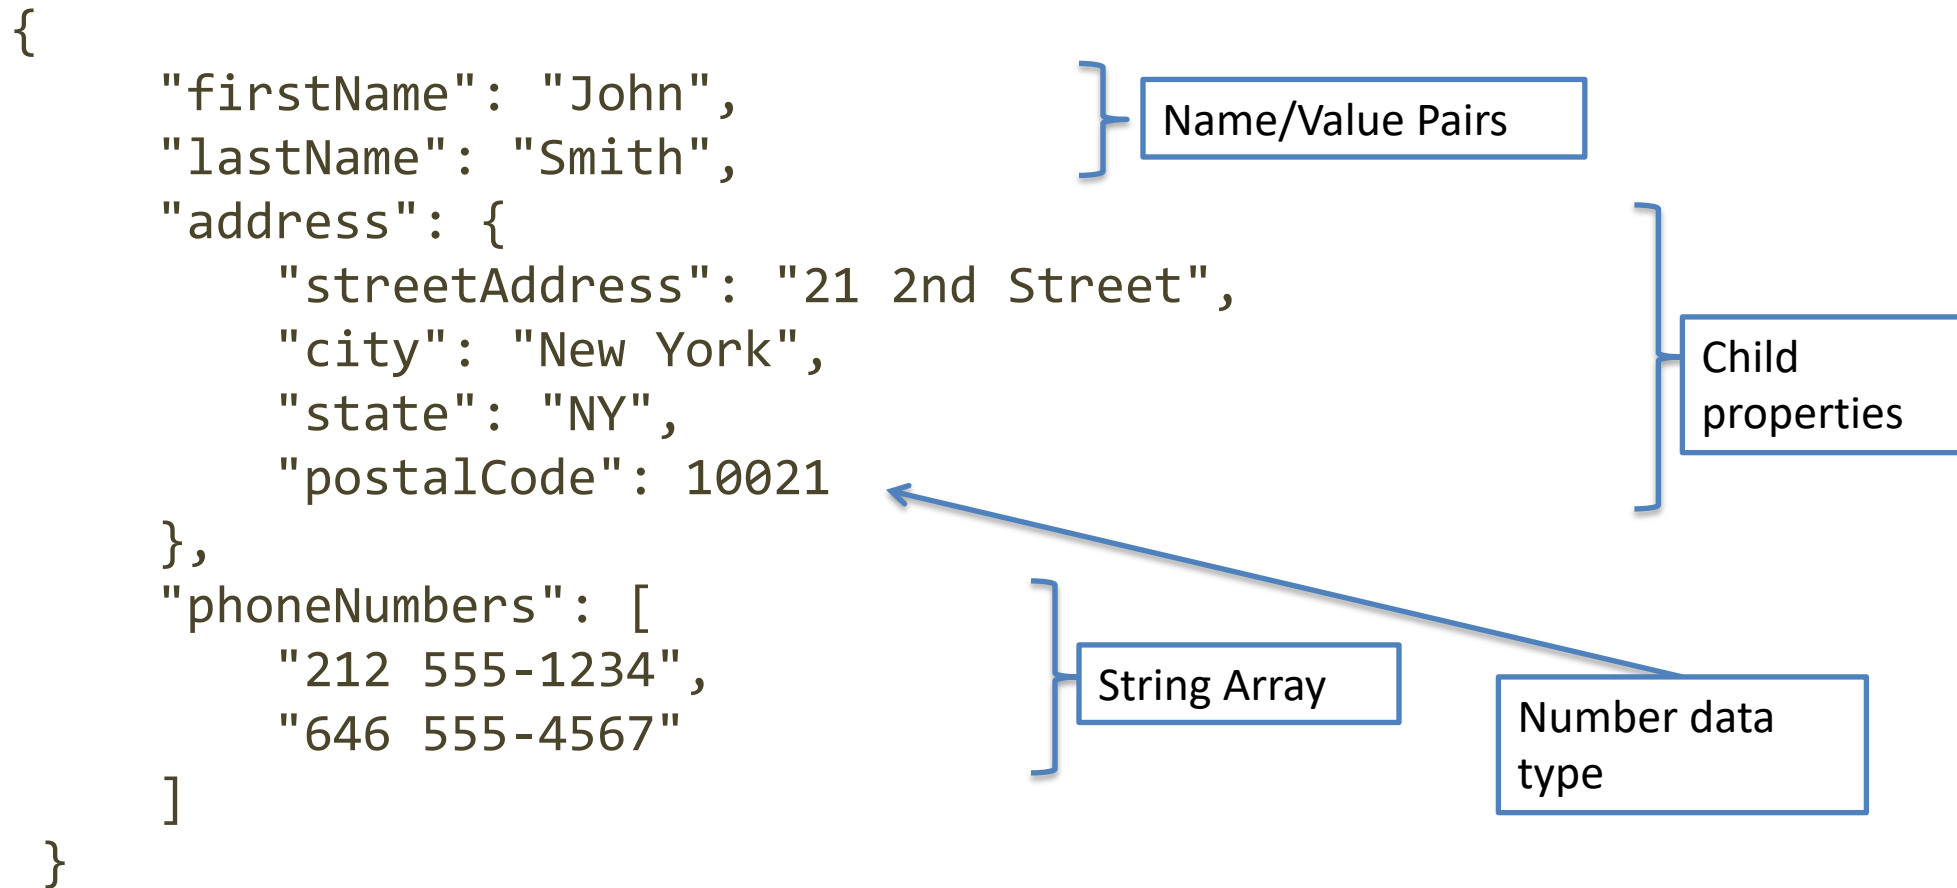 {
"firstName": "John",
Name/Value Pairs
"lastName": "Smith",
"address": {
"streetAddress": "21 2nd Street",
"city": "New York",
Child
properties
"state": "NY",
"postalCode": 10021
},
"phoneNumbers": [
"212 555-1234",
String Array
"646 555-4567"
Number data
type
]
}